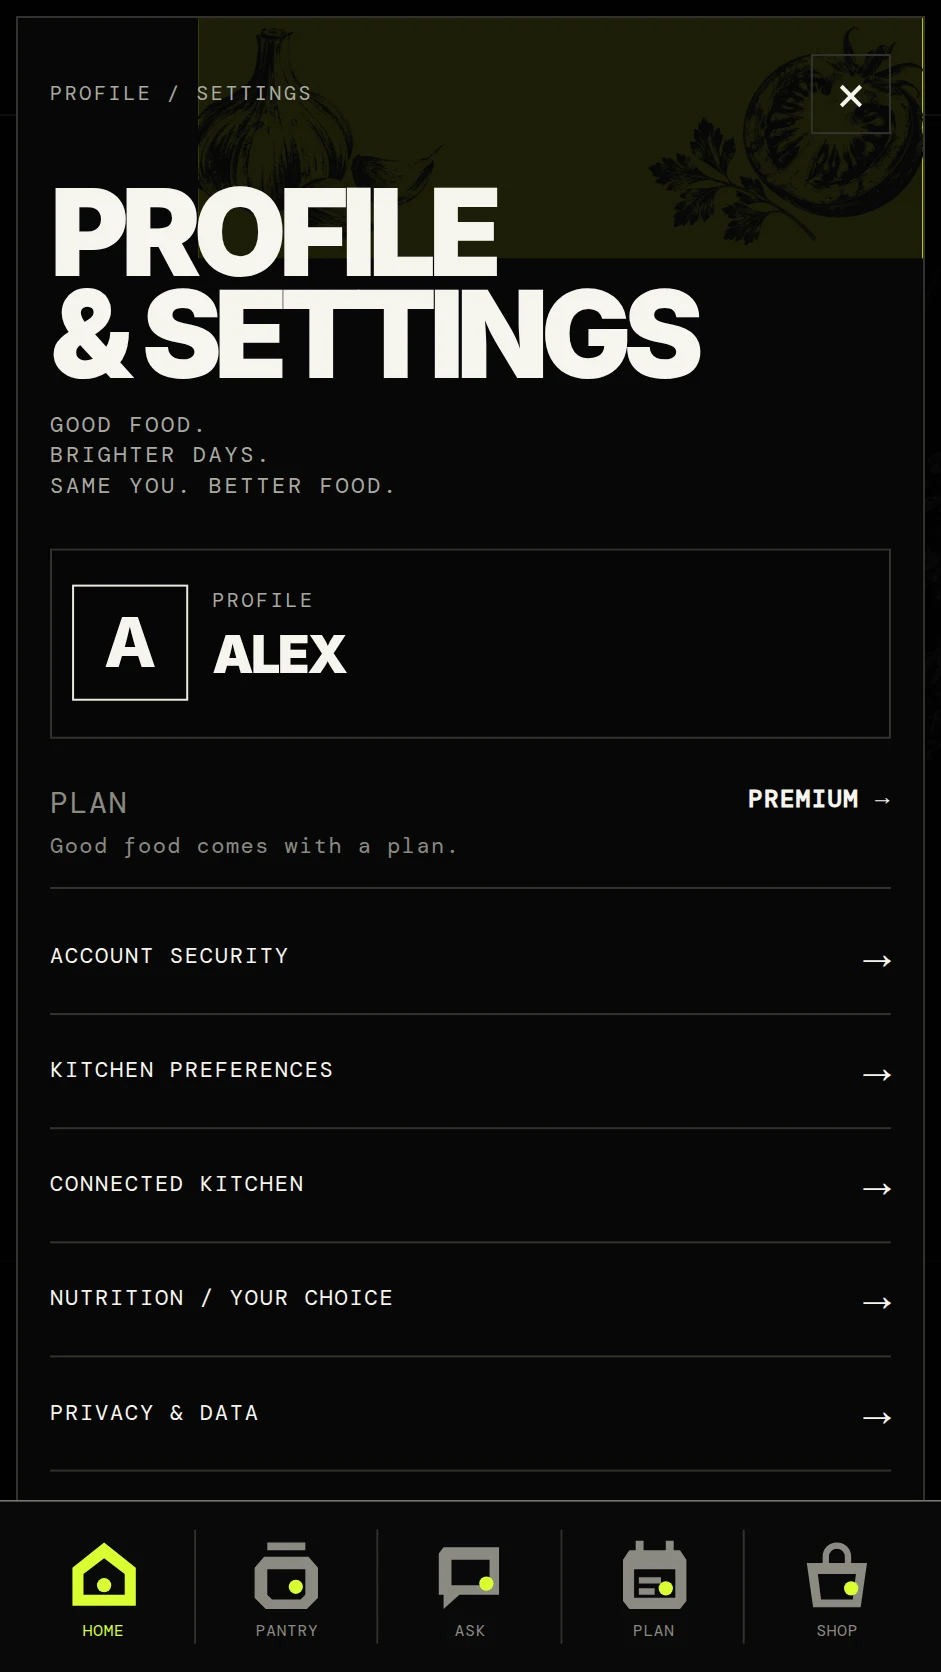 PROFILE / SETTINGS
PROFILE
& SETTINGS
GOOD FOOD.
BRIGHTER DAYS.
SAME YOU. BETTER FOOD.
A
PROFILE
ALEX
PLAN
PREMIUM →
Good food comes with a plan.
ACCOUNT SECURITY →
KITCHEN PREFERENCES →
CONNECTED KITCHEN →
NUTRITION / YOUR CHOICE →
PRIVACY & DATA →
HOME
PANTRY
ASK
PLAN
SHOP